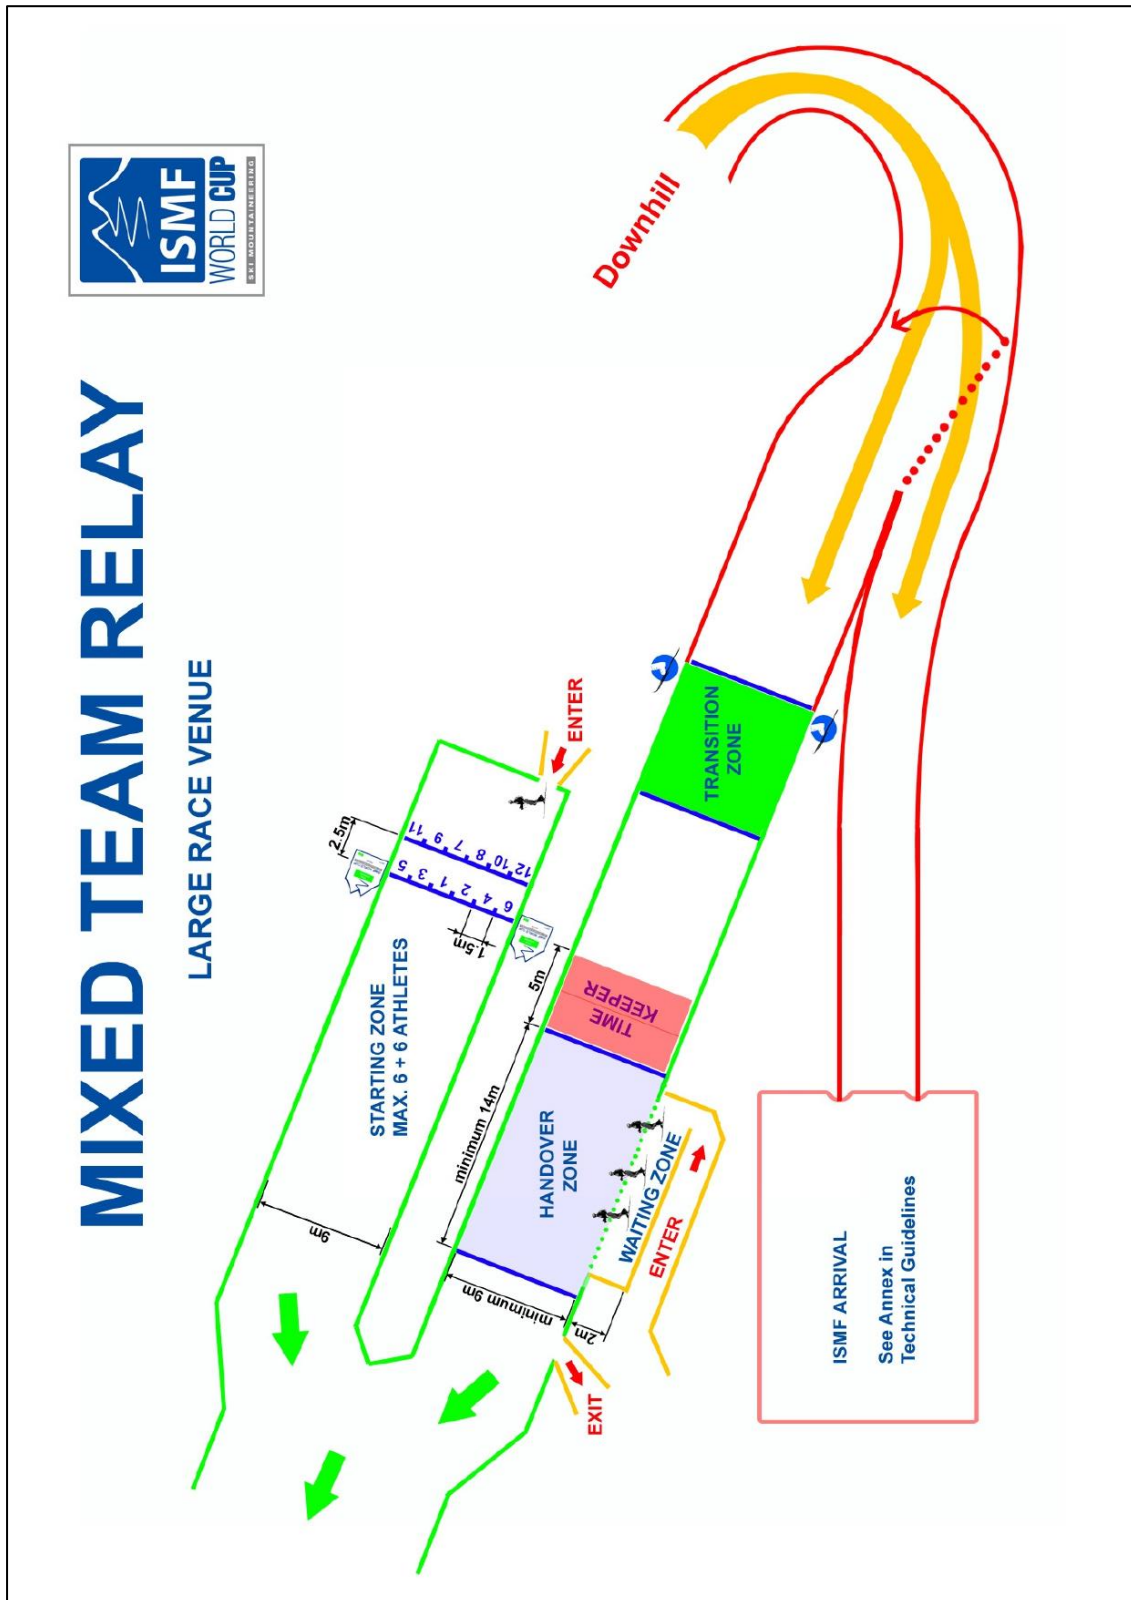 MIXED TEAM RELAY
LARGE RACE VENUE
ISMF
WORLD CUP
SKI MOUNTAINEERING
Downhill
ENTER
2.5m
11
9
7
8
10
12
5
3
1
2
4
6
1.5m
STARTING ZONE
MAX. 6 + 6 ATHLETES
9m
5m
minimum 14m
TRANSITION
ZONE
TIME
KEEPER
HANDOVER
ZONE
minimum 9m
2m
WAITING ZONE
ENTER
EXIT
ISMF ARRIVAL
See Annex in
Technical Guidelines